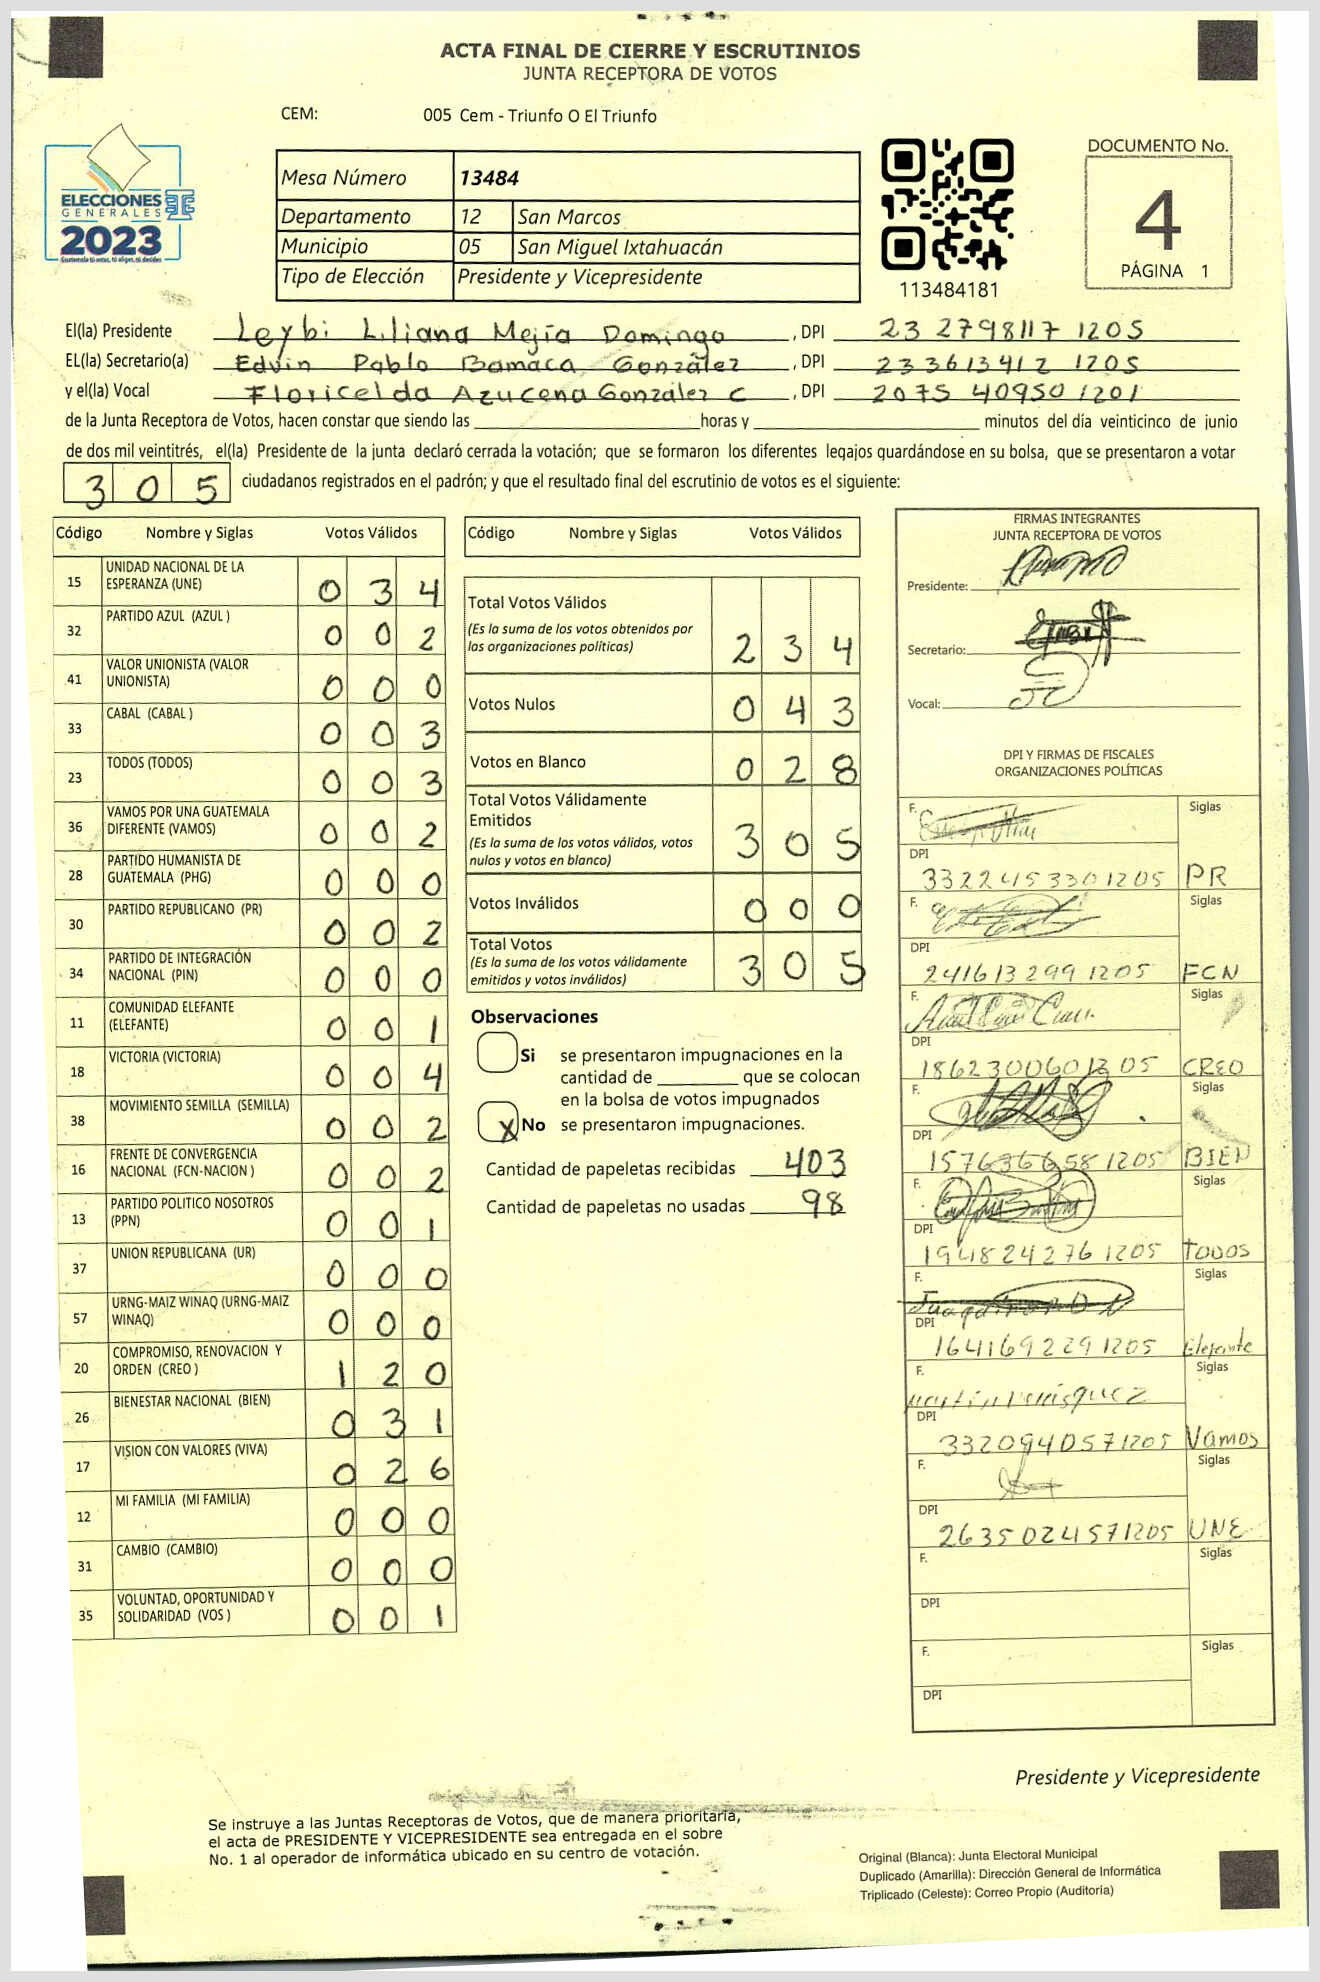 ACTA FINAL DE CIERRE Y ESCRUTINIOS
JUNTA RECEPTORA DE VOTOS
CEM: 005 Cem - Triunfo O El Triunfo
ELECCIONES
GENERALES
2023
Guatemala tú votas, tú eliges, tú decides
Mesa Número 13484
Departamento 12 San Marcos
Municipio 05 San Miguel Ixtahuacán
Tipo de Elección Presidente y Vicepresidente
113484181
DOCUMENTO No.
4
PÁGINA 1
El(la) Presidente Leybi Liliana Mejía Domingo, DPI 23 2798117 1205
EL(la) Secretario(a) Edvin Pablo Bamaca González, DPI 233613412 1205
y el(la) Vocal Floricelda Azucena González C, DPI 2075 40950 1201
de la Junta Receptora de Votos, hacen constar que siendo las ____ horas y ____ minutos del día veinticinco de junio
de dos mil veintitrés, el(la) Presidente de la junta declaró cerrada la votación; que se formaron los diferentes legajos guardándose en su bolsa, que se presentaron a votar
305 ciudadanos registrados en el padrón; y que el resultado final del escrutinio de votos es el siguiente:
Código Nombre y Siglas Votos Válidos
15 UNIDAD NACIONAL DE LA ESPERANZA (UNE) 0 3 4
32 PARTIDO AZUL (AZUL ) 0 0 2
41 VALOR UNIONISTA (VALOR UNIONISTA) 0 0 0
33 CABAL (CABAL ) 0 0 3
23 TODOS (TODOS) 0 0 3
36 VAMOS POR UNA GUATEMALA DIFERENTE (VAMOS) 0 0 2
28 PARTIDO HUMANISTA DE GUATEMALA (PHG) 0 0 0
30 PARTIDO REPUBLICANO (PR) 0 0 2
34 PARTIDO DE INTEGRACIÓN NACIONAL (PIN) 0 0 0
11 COMUNIDAD ELEFANTE (ELEFANTE) 0 0 1
18 VICTORIA (VICTORIA) 0 0 4
38 MOVIMIENTO SEMILLA (SEMILLA) 0 0 2
16 FRENTE DE CONVERGENCIA NACIONAL (FCN-NACION ) 0 0 2
13 PARTIDO POLITICO NOSOTROS (PPN) 0 0 1
37 UNION REPUBLICANA (UR) 0 0 0
57 URNG-MAIZ WINAQ (URNG-MAIZ WINAQ) 0 0 0
20 COMPROMISO, RENOVACION Y ORDEN (CREO ) 1 2 0
26 BIENESTAR NACIONAL (BIEN) 0 3 1
17 VISION CON VALORES (VIVA) 0 2 6
12 MI FAMILIA (MI FAMILIA) 0 0 0
31 CAMBIO (CAMBIO) 0 0 0
35 VOLUNTAD, OPORTUNIDAD Y SOLIDARIDAD (VOS ) 0 0 1
Código Nombre y Siglas Votos Válidos
Total Votos Válidos
(Es la suma de los votos obtenidos por
las organizaciones políticas) 2 3 4
Votos Nulos 0 4 3
Votos en Blanco 0 2 8
Total Votos Válidamente
Emitidos
(Es la suma de los votos válidos, votos
nulos y votos en blanco) 3 0 5
Votos Inválidos 0 0 0
Total Votos
(Es la suma de los votos válidamente
emitidos y votos inválidos) 3 0 5
Observaciones
Si se presentaron impugnaciones en la
cantidad de ____ que se colocan
en la bolsa de votos impugnados
X No se presentaron impugnaciones.
Cantidad de papeletas recibidas 403
Cantidad de papeletas no usadas 98
FIRMAS INTEGRANTES
JUNTA RECEPTORA DE VOTOS
Presidente:
Secretario:
Vocal:
DPI Y FIRMAS DE FISCALES
ORGANIZACIONES POLÍTICAS
F. Siglas
DPI
3322453301205 PR
F. Siglas
DPI
241613299 1205 FCN
F. Siglas
DPI
CREO
F. Siglas
DPI
BIEN
F. Siglas
DPI
1948242761205 TODOS
F. Siglas
DPI
1641692291205 Elefante
F. Siglas
DPI
3320940571205 Vamos
F. Siglas
DPI
2635024571205 UNE
F. Siglas
DPI
F. Siglas
DPI
Presidente y Vicepresidente
Se instruye a las Juntas Receptoras de Votos, que de manera prioritaria,
el acta de PRESIDENTE Y VICEPRESIDENTE sea entregada en el sobre
No. 1 al operador de informática ubicado en su centro de votación.
Original (Blanca): Junta Electoral Municipal
Duplicado (Amarilla): Dirección General de Informática
Triplicado (Celeste): Correo Propio (Auditoría)